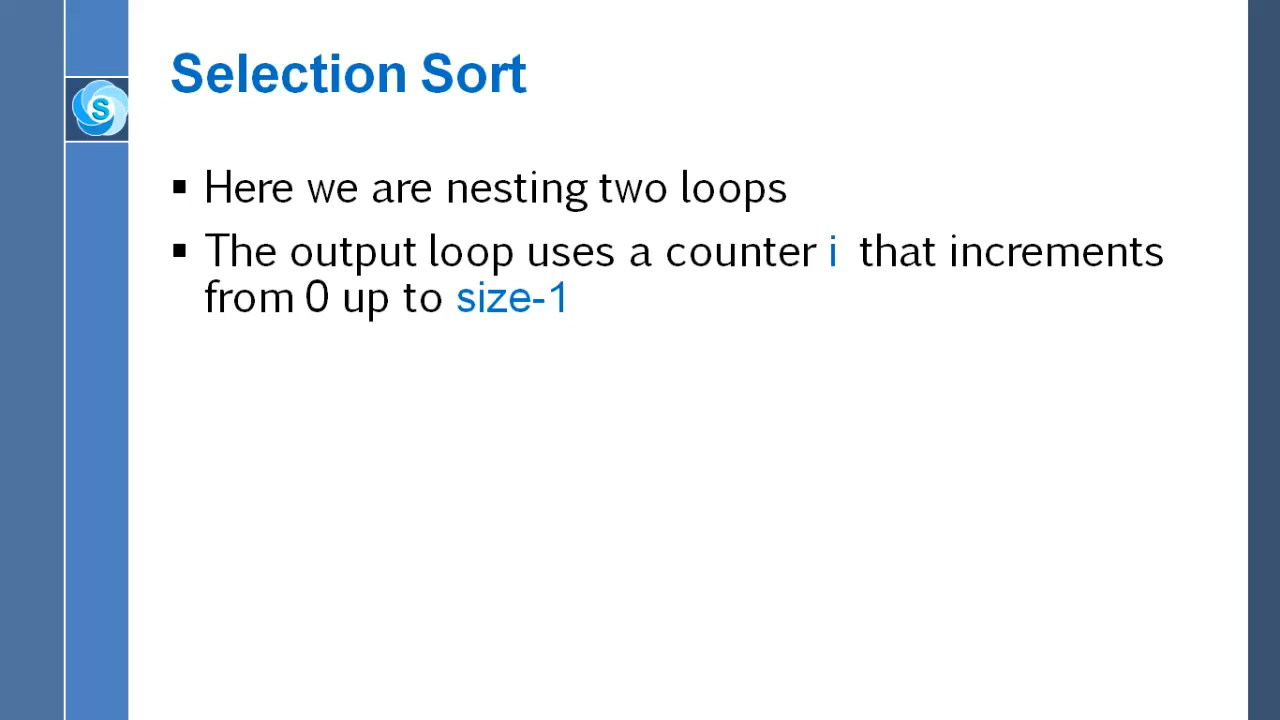 Selection Sort
S
▪ Here we are nesting two loops
▪ The output loop uses a counter i that increments
from 0 up to size-1